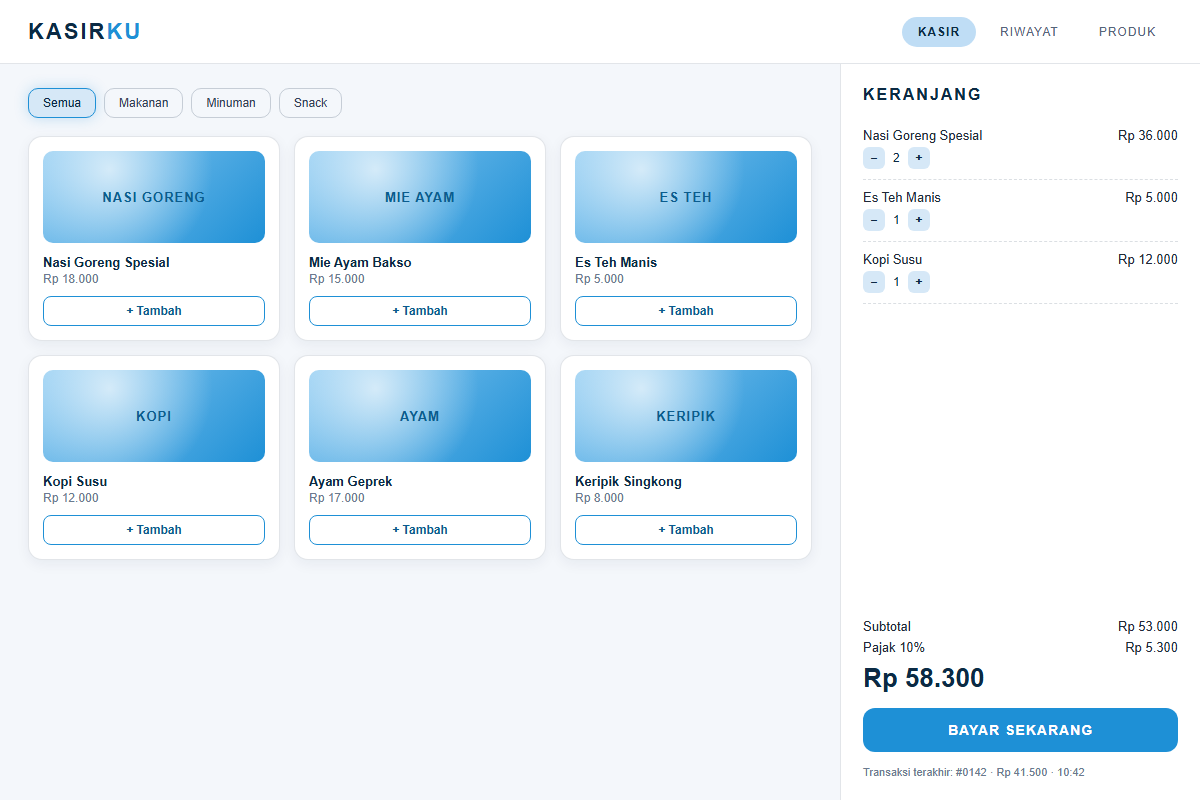 KASIRKU
KASIR RIWAYAT PRODUK
Semua Makanan Minuman Snack
NASI GORENG
Nasi Goreng Spesial
Rp 18.000
+ Tambah
MIE AYAM
Mie Ayam Bakso
Rp 15.000
+ Tambah
ES TEH
Es Teh Manis
Rp 5.000
+ Tambah
KOPI
Kopi Susu
Rp 12.000
+ Tambah
AYAM
Ayam Geprek
Rp 17.000
+ Tambah
KERIPIK
Keripik Singkong
Rp 8.000
+ Tambah
KERANJANG
Nasi Goreng Spesial Rp 36.000
− 2 +
Es Teh Manis Rp 5.000
− 1 +
Kopi Susu Rp 12.000
− 1 +
Subtotal Rp 53.000
Pajak 10% Rp 5.300
Rp 58.300
BAYAR SEKARANG
Transaksi terakhir: #0142 · Rp 41.500 · 10:42